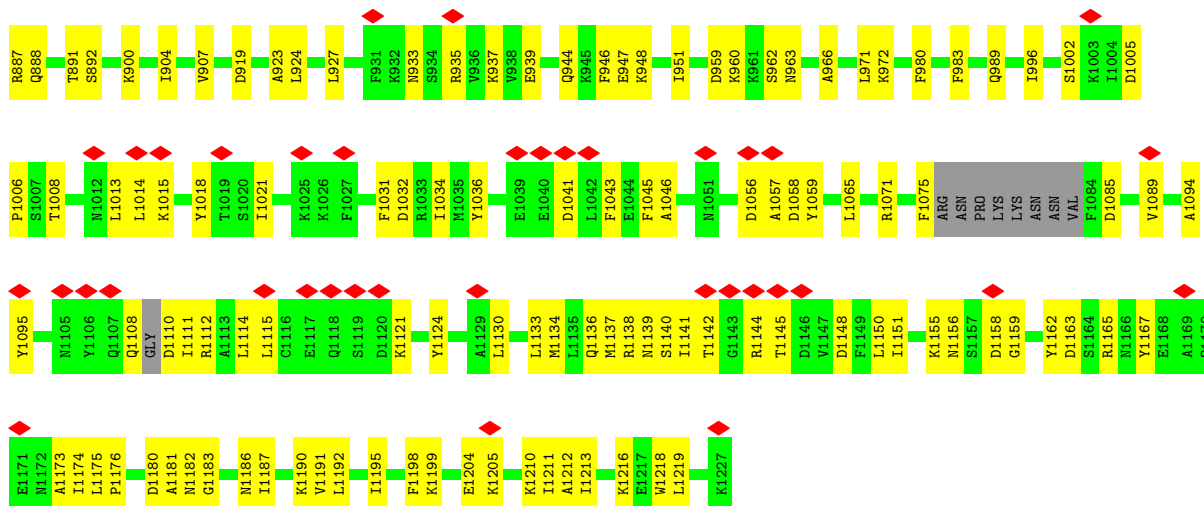 R887 Q888 T891 S892 K900 I904 V907 D919 A923 L924 L927 F931 K932 N933 S934 R935 V936 K937 V938 E939 Q944 K945 F946 E947 K948 I951 D959 K960 K961 S962 N963 A966 L971 K972 F980 F983 Q989 I996 S1002 K1003 I1004 D1005
P1006 S1007 T1008 N1012 L1013 L1014 K1015 Y1018 T1019 S1020 I1021 K1025 K1026 F1027 F1031 D1032 R1033 I1034 M1035 Y1036 E1039 E1040 D1041 L1042 F1043 E1044 F1045 A1046 N1051 D1056 A1057 D1058 Y1059 L1065 R1071 F1075 ARG ASN PRO LYS LYS ASN ASN VAL F1084 D1085 V1089 A1094
Y1095 N1105 Y1106 Q1107 Q1108 GLY D1110 I1111 R1112 A1113 L1114 L1115 C1116 E1117 Q1118 S1119 D1120 K1121 Y1124 A1129 L1130 L1133 M1134 L1135 Q1136 M1137 R1138 N1139 S1140 I1141 T1142 G1143 R1144 T1145 D1146 V1147 D1148 F1149 L1150 I1151 K1155 N1156 S1157 D1158 G1159 Y1162 D1163 S1164 R1165 N1166 Y1167 E1168 A1169
E1171 N1172 A1173 I1174 L1175 P1176 D1180 A1181 N1182 G1183 N1186 I1187 K1190 V1191 L1192 I1195 F1198 K1199 E1204 K1205 K1210 I1211 A1212 I1213 K1216 E1217 W1218 L1219 K1227